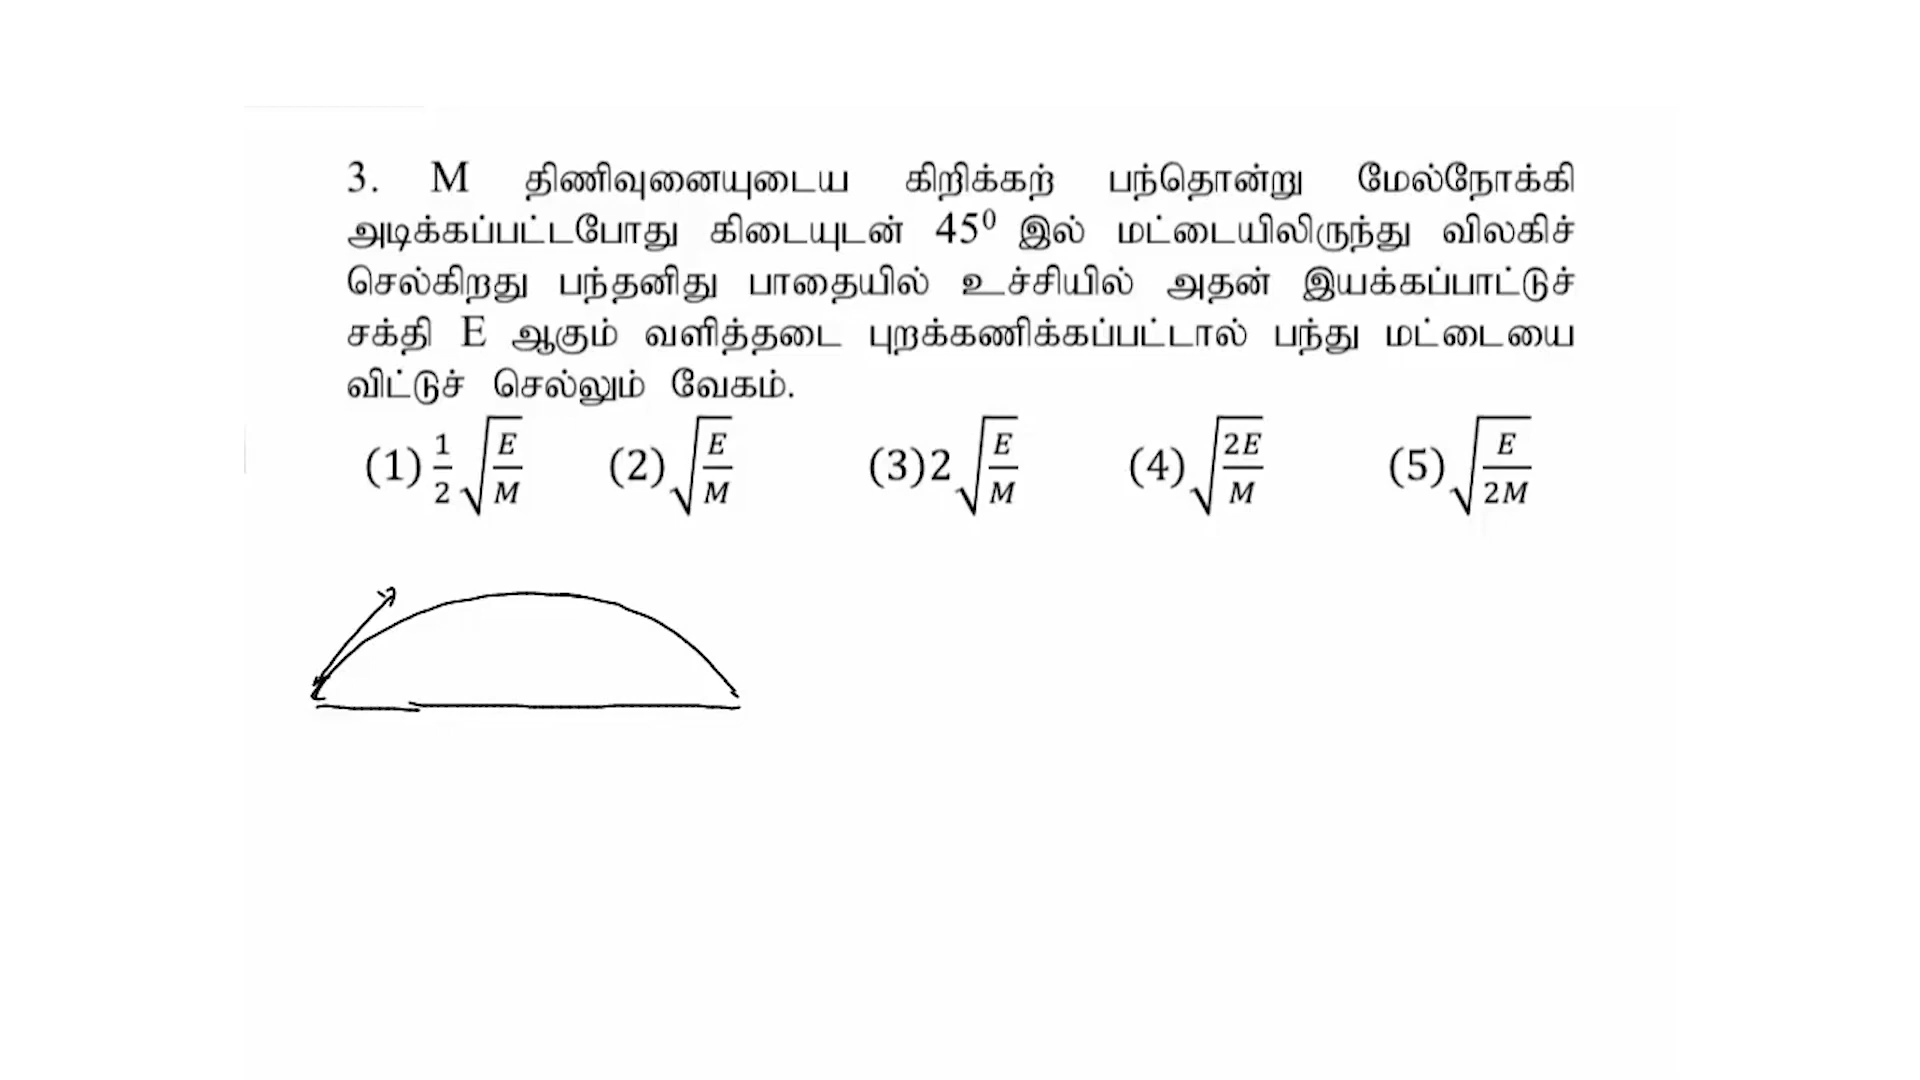 3. M திணிவுனையுடைய கிறிக்கற் பந்தொன்று மேல்நோக்கி
அடிக்கப்பட்டபோது கிடையுடன் 45⁰ இல் மட்டையிலிருந்து விலகிச்
செல்கிறது பந்தனிது பாதையில் உச்சியில் அதன் இயக்கப்பாட்டுச்
சக்தி E ஆகும் வளித்தடை புறக்கணிக்கப்பட்டால் பந்து மட்டையை
விட்டுச் செல்லும் வேகம்.
(1) 1/2 √(E/M) (2) √(E/M) (3) 2 √(E/M) (4) √(2E/M) (5) √(E/2M)